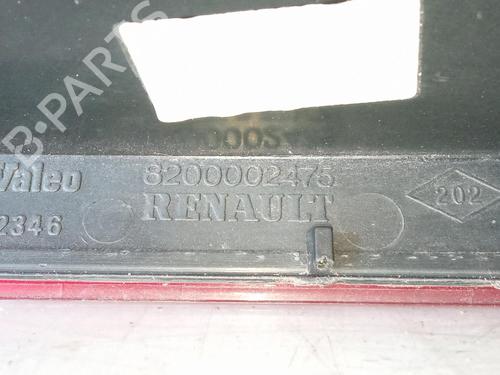 B-PARTS
Valeo
8200002475
2346
RENAULT
202